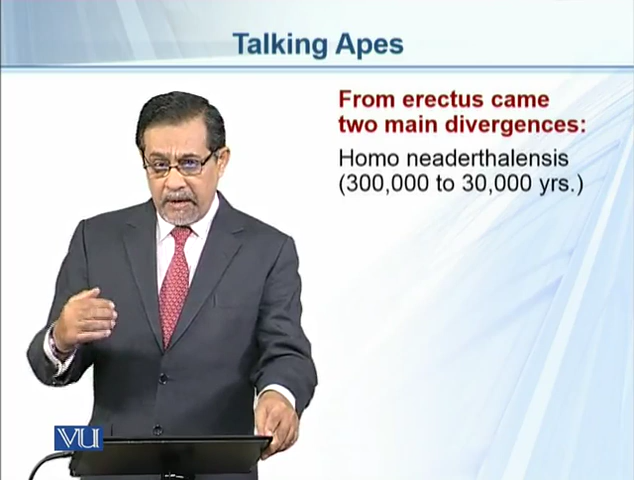 Talking Apes
From erectus came
two main divergences:
Homo neaderthalensis
(300,000 to 30,000 yrs.)
VU